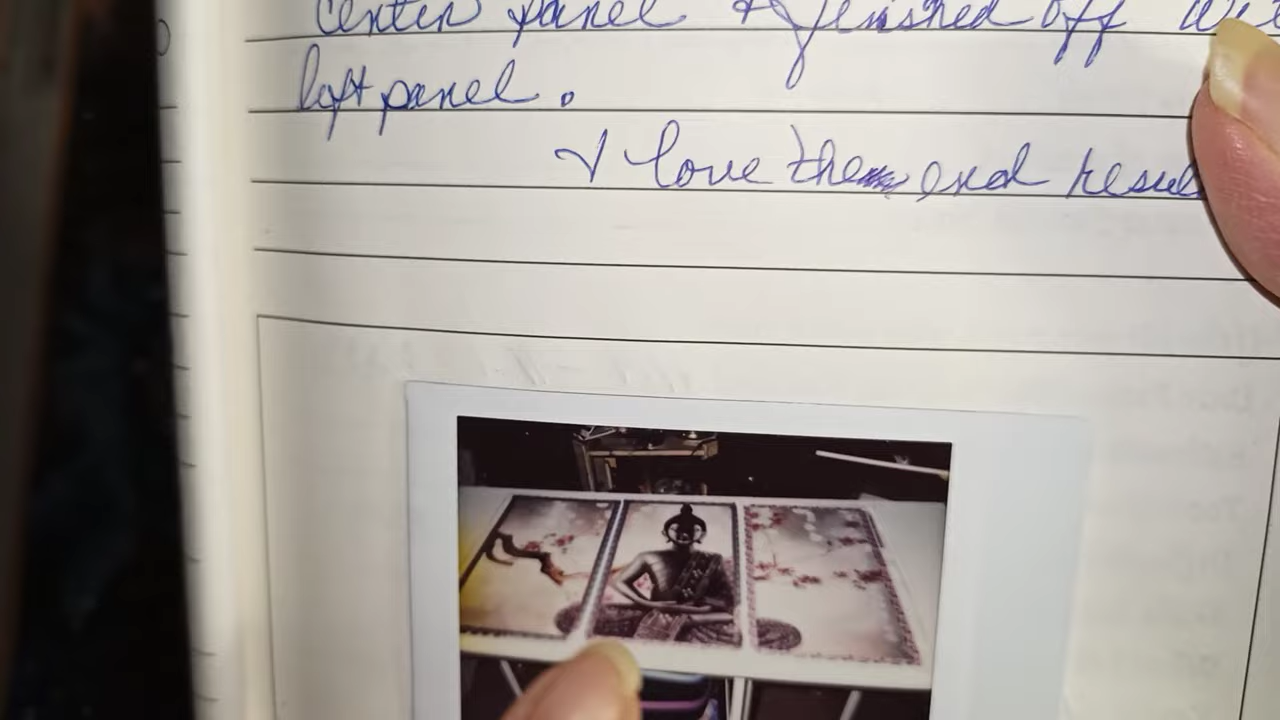 center panel & finished off
left panel.
I love the end